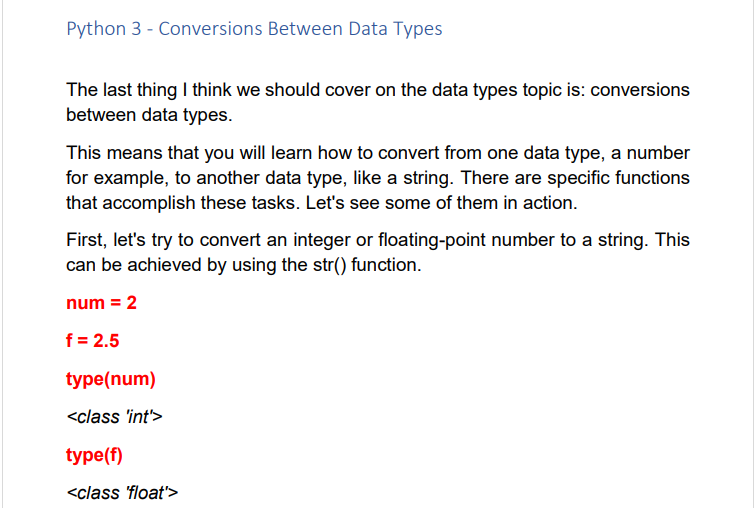 Python 3 - Conversions Between Data Types
The last thing I think we should cover on the data types topic is: conversions
between data types.
This means that you will learn how to convert from one data type, a number
for example, to another data type, like a string. There are specific functions
that accomplish these tasks. Let's see some of them in action.
First, let's try to convert an integer or floating-point number to a string. This
can be achieved by using the str() function.
num = 2
f = 2.5
type(num)
<class 'int'>
type(f)
<class 'float'>